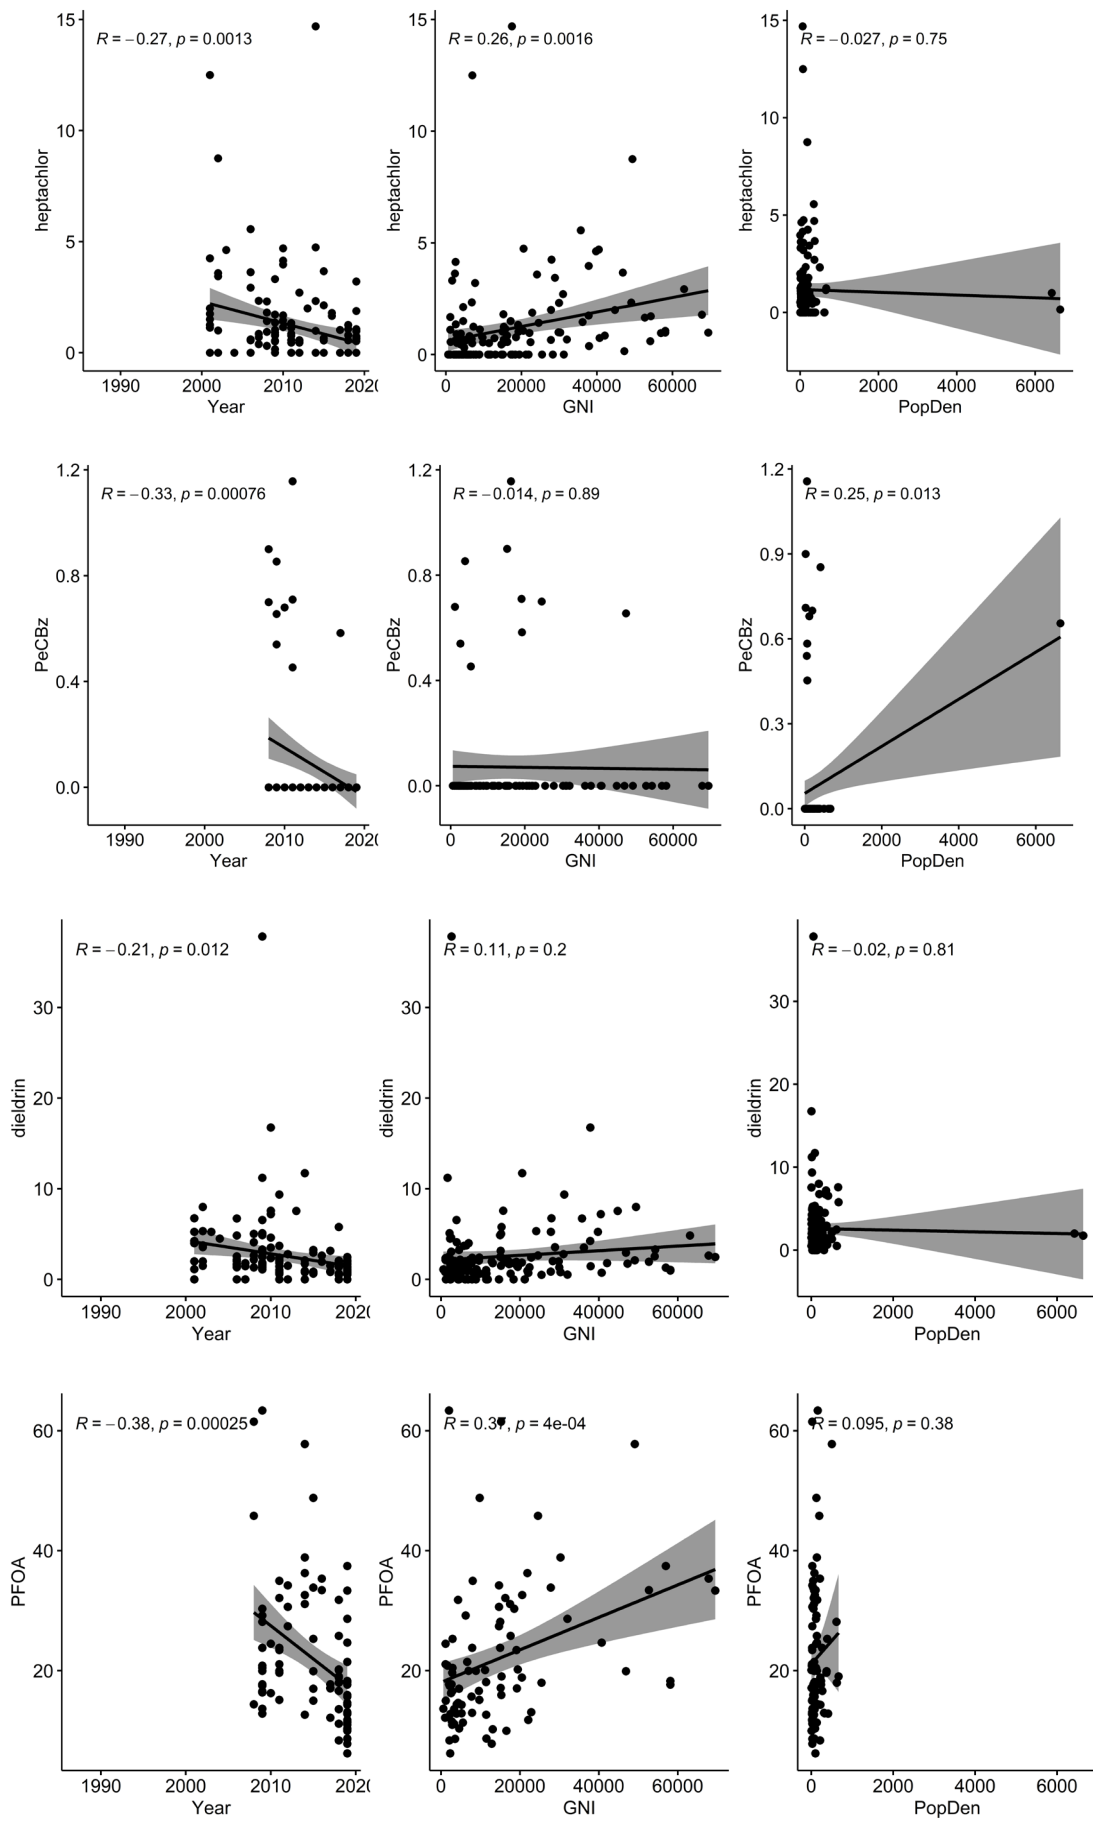 R = −0.27, p = 0.0013
15
10
5
0
heptachlor
1990 2000 2010 2020
Year
R = 0.26, p = 0.0016
15
10
5
0
heptachlor
0 20000 40000 60000
GNI
R = −0.027, p = 0.75
15
10
5
0
heptachlor
0 2000 4000 6000
PopDen
R = −0.33, p = 0.00076
1.2
0.8
0.4
0.0
PeCBz
1990 2000 2010 2020
Year
R = −0.014, p = 0.89
1.2
0.8
0.4
0.0
PeCBz
0 20000 40000 60000
GNI
R = 0.25, p = 0.013
1.2
0.9
0.6
0.3
0.0
PeCBz
0 2000 4000 6000
PopDen
R = −0.21, p = 0.012
30
20
10
0
dieldrin
1990 2000 2010 2020
Year
R = 0.11, p = 0.2
30
20
10
0
dieldrin
0 20000 40000 60000
GNI
R = −0.02, p = 0.81
30
20
10
0
dieldrin
0 2000 4000 6000
PopDen
R = −0.38, p = 0.00025
60
40
20
PFOA
1990 2000 2010 2020
Year
R = 0.37, p = 4e-04
60
40
20
PFOA
0 20000 40000 60000
GNI
R = 0.095, p = 0.38
60
40
20
PFOA
0 2000 4000 6000
PopDen